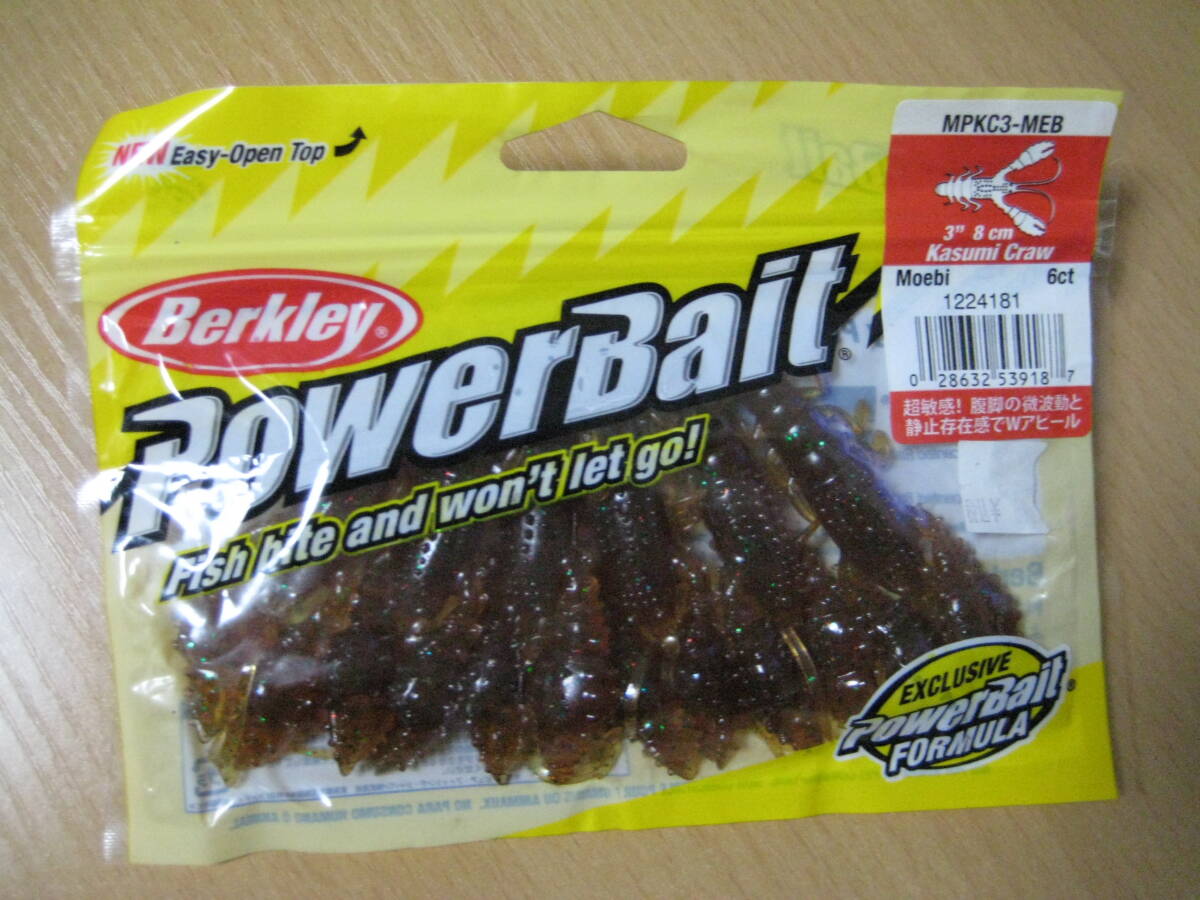 NEW Easy-Open Top
MPKC3-MEB
3" 8 cm
Kasumi Craw
Moebi 6ct
1224181
0 28632 53918 7
超敏感! 腹脚の微波動と
静止存在感でWアピール
Berkley®
PowerBait®
Fish bite and won't let go!
税込¥
EXCLUSIVE
PowerBait®
FORMULA